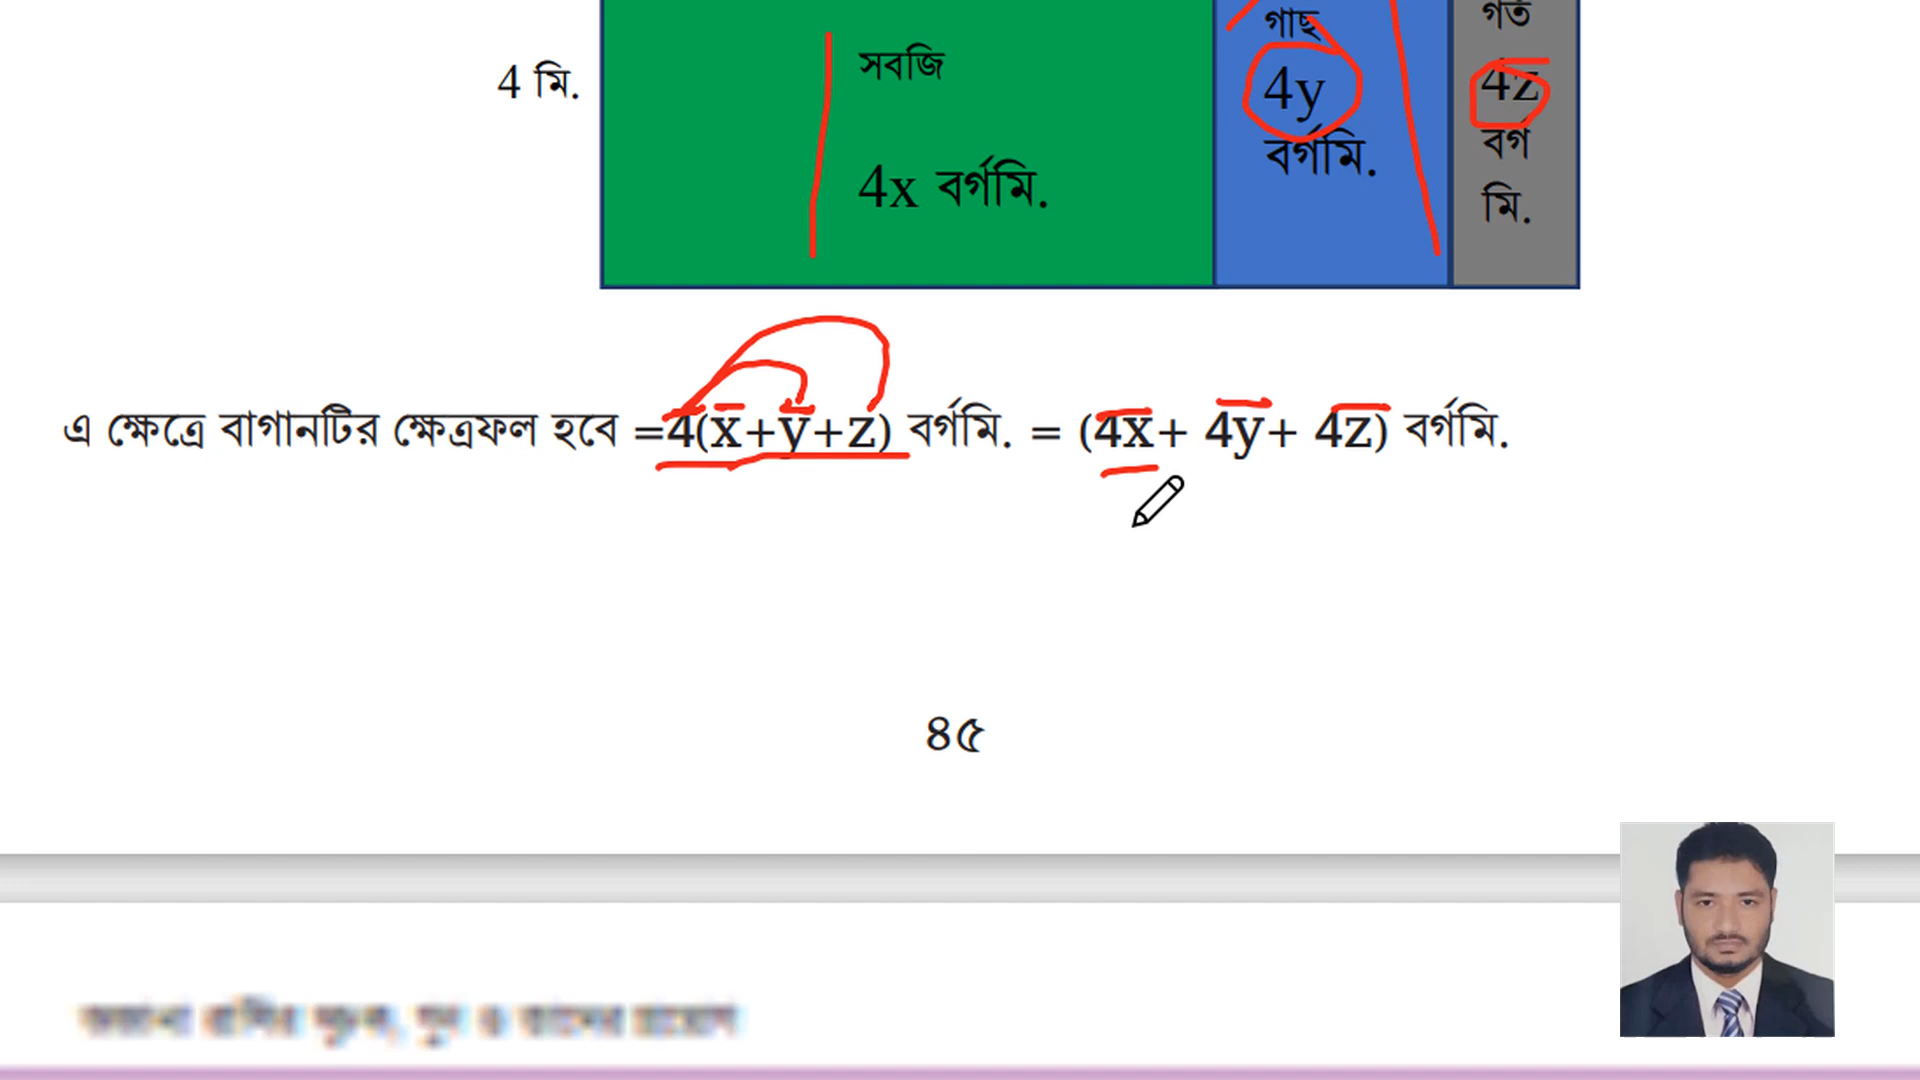 গাছ
গর্ত
4 মি.
সবজি
4y
4z
বর্গমি.
বর্গ
4x বর্গমি.
মি.
এ ক্ষেত্রে বাগানটির ক্ষেত্রফল হবে =4(x+y+z) বর্গমি. = (4x+ 4y+ 4z) বর্গমি.
৪৫